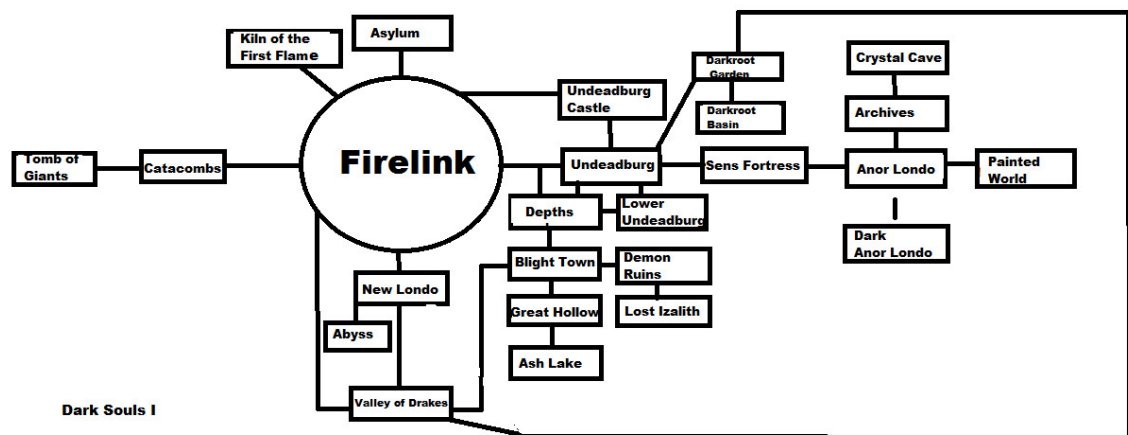 Kiln of the
First Flame
Asylum
Undeadburg
Castle
Darkroot
Garden
Darkroot
Basin
Crystal Cave
Archives
Tomb of
Giants
Catacombs
Firelink
Undeadburg
Sens Fortress
Anor Londo
Painted
World
Depths
Lower
Undeadburg
Dark
Anor Londo
Blight Town
Demon
Ruins
New Londo
Great Hollow
Lost Izalith
Abyss
Ash Lake
Valley of Drakes
Dark Souls I